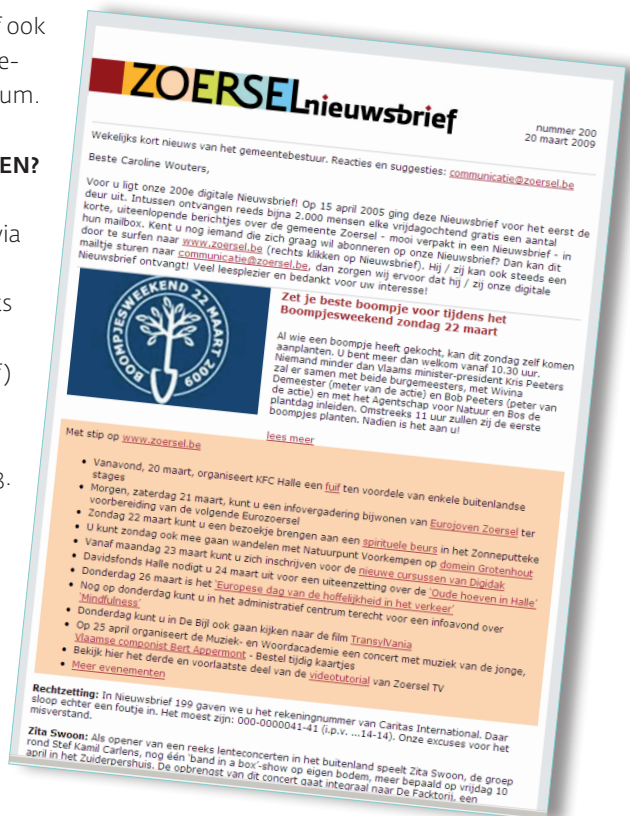 f ook
e-
um.
EN?
via
ks
f)
3.
ZOERSELnieuwsbrief
nummer 200
20 maart 2009
Wekelijks kort nieuws van het gemeentebestuur. Reacties en suggesties: communicatie@zoersel.be
Beste Caroline Wouters,
Voor u ligt onze 200e digitale Nieuwsbrief! Op 15 april 2005 ging deze Nieuwsbrief voor het eerst de
deur uit. Intussen ontvangen reeds bijna 2.000 mensen elke vrijdagochtend gratis een aantal
korte, uiteenlopende berichtjes over de gemeente Zoersel - mooi verpakt in een Nieuwsbrief - in
hun mailbox. Kent u nog iemand die zich graag wil abonneren op onze Nieuwsbrief? Dan kan dit
door te surfen naar www.zoersel.be (rechts klikken op Nieuwsbrief). Hij / zij kan ook steeds een
mailtje sturen naar communicatie@zoersel.be, dan zorgen wij ervoor dat hij / zij onze digitale
Nieuwsbrief ontvangt! Veel leesplezier en bedankt voor uw interesse!
BOOMPJESWEEKEND 22 MAART 2009
Zet je beste boompje voor tijdens het
Boompjesweekend zondag 22 maart
Al wie een boompje heeft gekocht, kan dit zondag zelf komen
aanplanten. U bent meer dan welkom vanaf 10.30 uur.
Niemand minder dan Vlaams minister-president Kris Peeters
zal er samen met beide burgemeesters, met Wivina
Demeester (meter van de actie) en Bob Peeters (peter van
de actie) en met het Agentschap voor Natuur en Bos de
plantdag inleiden. Omstreeks 11 uur zullen zij de eerste
boompjes planten. Nadien is het aan u!
lees meer
Met stip op www.zoersel.be
• Vanavond, 20 maart, organiseert KFC Halle een fuif ten voordele van enkele buitenlandse
stages
• Morgen, zaterdag 21 maart, kunt u een infovergadering bijwonen van Eurojoven Zoersel ter
voorbereiding van de volgende Eurozoersel
• Zondag 22 maart kunt u een bezoekje brengen aan een spirituele beurs in het Zonneputteke
• U kunt zondag ook mee gaan wandelen met Natuurpunt Voorkempen op domein Grotenhout
• Vanaf maandag 23 maart kunt u zich inschrijven voor de nieuwe cursussen van Digidak
• Davidsfonds Halle nodigt u 24 maart uit voor een uiteenzetting over de 'Oude hoeven in Halle'
• Donderdag 26 maart is het 'Europese dag van de hoffelijkheid in het verkeer'
• Nog op donderdag kunt u in het administratief centrum terecht voor een infoavond over
'Mindfulness'
• Donderdag kunt u in De Bijl ook gaan kijken naar de film TransylVania
• Op 25 april organiseert de Muziek- en Woordacademie een concert met muziek van de jonge,
Vlaamse componist Bert Appermont - Bestel tijdig kaartjes
• Bekijk hier het derde en voorlaatste deel van de videotutorial van Zoersel TV
• Meer evenementen
Rechtzetting: In Nieuwsbrief 199 gaven we u het rekeningnummer van Caritas International. Daar
sloop echter een foutje in. Het moest zijn: 000-0000041-41 (i.p.v. ...14-14). Onze excuses voor het
misverstand.
Zita Swoon: Als opener van een reeks lenteconcerten in het buitenland speelt Zita Swoon, de groep
rond Stef Kamil Carlens, nog één 'band in a box'-show op eigen bodem, meer bepaald op vrijdag 10
april in het Zuiderpershuis. De opbrengst van dit concert gaat integraal naar De Facktorij, een